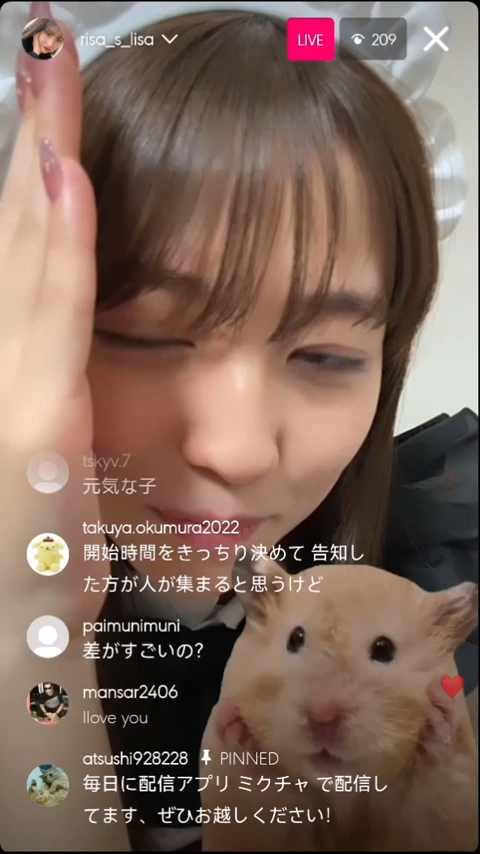 risa_s_lisa
LIVE
209
tskyv.7
元気な子
takuya.okumura2022
開始時間をきっちり決めて 告知し
た方が人が集まると思うけど
paimunimuni
差がすごいの?
mansar2406
Ilove you
atsushi928228 PINNED
毎日に配信アプリ ミクチャ で配信し
てます、ぜひお越しください!